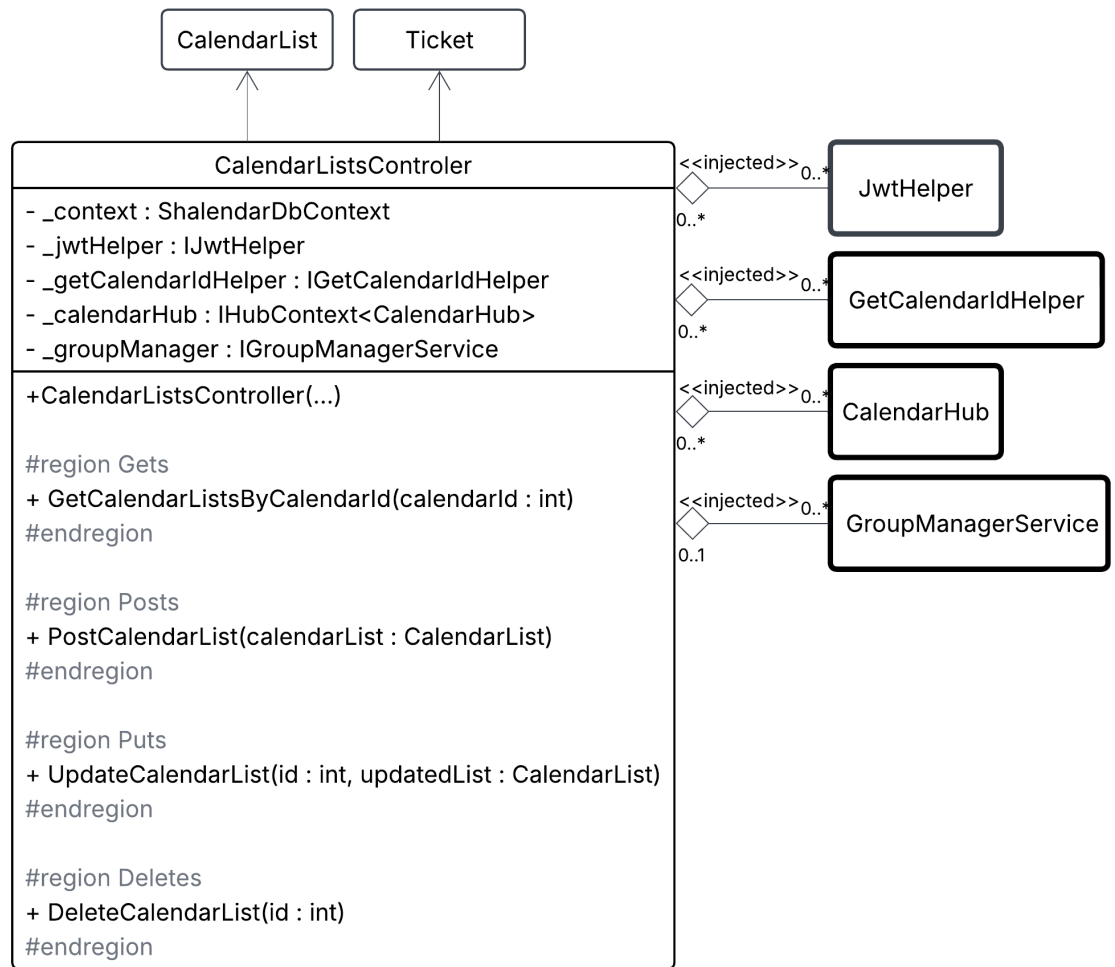 CalendarList
Ticket
CalendarListsControler
- _context : ShalendarDbContext
- _jwtHelper : IJwtHelper
- _getCalendarIdHelper : IGetCalendarIdHelper
- _calendarHub : IHubContext<CalendarHub>
- _groupManager : IGroupManagerService
+CalendarListsController(...)
#region Gets
+ GetCalendarListsByCalendarId(calendarId : int)
#endregion
#region Posts
+ PostCalendarList(calendarList : CalendarList)
#endregion
#region Puts
+ UpdateCalendarList(id : int, updatedList : CalendarList)
#endregion
#region Deletes
+ DeleteCalendarList(id : int)
#endregion
<<injected>>
0..*
0..*
JwtHelper
<<injected>>
0..*
0..*
GetCalendarIdHelper
<<injected>>
0..*
0..*
CalendarHub
<<injected>>
0..*
0..1
GroupManagerService